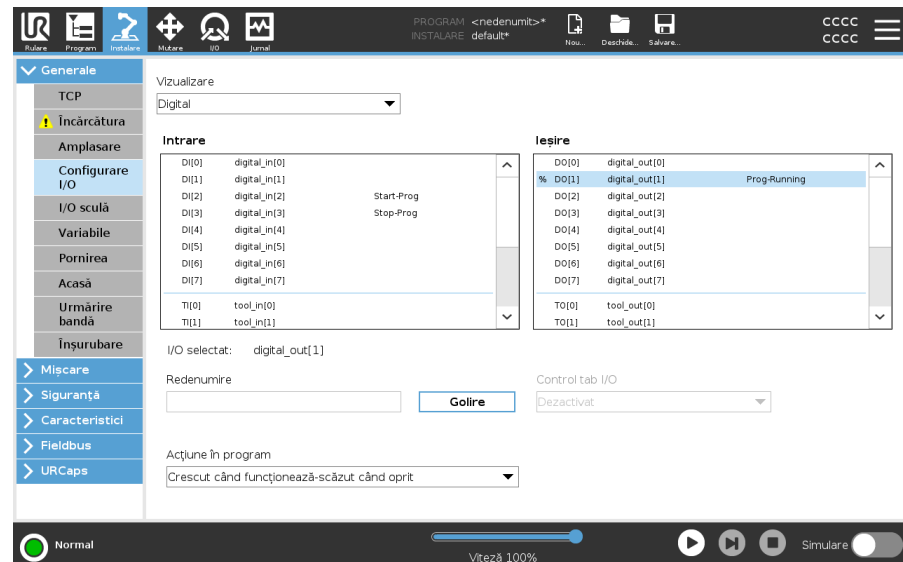 PROGRAM <nedenumit>*
INSTALARE default*
Rulare Program Instalare Mutare I/O Jurnal Nou... Deschide... Salvare...
cccc
cccc
Generale
TCP
Încărcătura
Amplasare
Configurare
I/O
I/O sculă
Variabile
Pornirea
Acasă
Urmărire
bandă
Înșurubare
Mișcare
Siguranță
Caracteristici
Fieldbus
URCaps
Vizualizare
Digital
Intrare
DI[0] digital_in[0]
DI[1] digital_in[1]
DI[2] digital_in[2] Start-Prog
DI[3] digital_in[3] Stop-Prog
DI[4] digital_in[4]
DI[5] digital_in[5]
DI[6] digital_in[6]
DI[7] digital_in[7]
TI[0] tool_in[0]
TI[1] tool_in[1]
Ieșire
DO[0] digital_out[0]
% DO[1] digital_out[1] Prog-Running
DO[2] digital_out[2]
DO[3] digital_out[3]
DO[4] digital_out[4]
DO[5] digital_out[5]
DO[6] digital_out[6]
DO[7] digital_out[7]
TO[0] tool_out[0]
TO[1] tool_out[1]
I/O selectat: digital_out[1]
Redenumire
Golire
Control tab I/O
Dezactivat
Acțiune în program
Crescut când funcționează-scăzut când oprit
Normal
Viteză 100%
Simulare